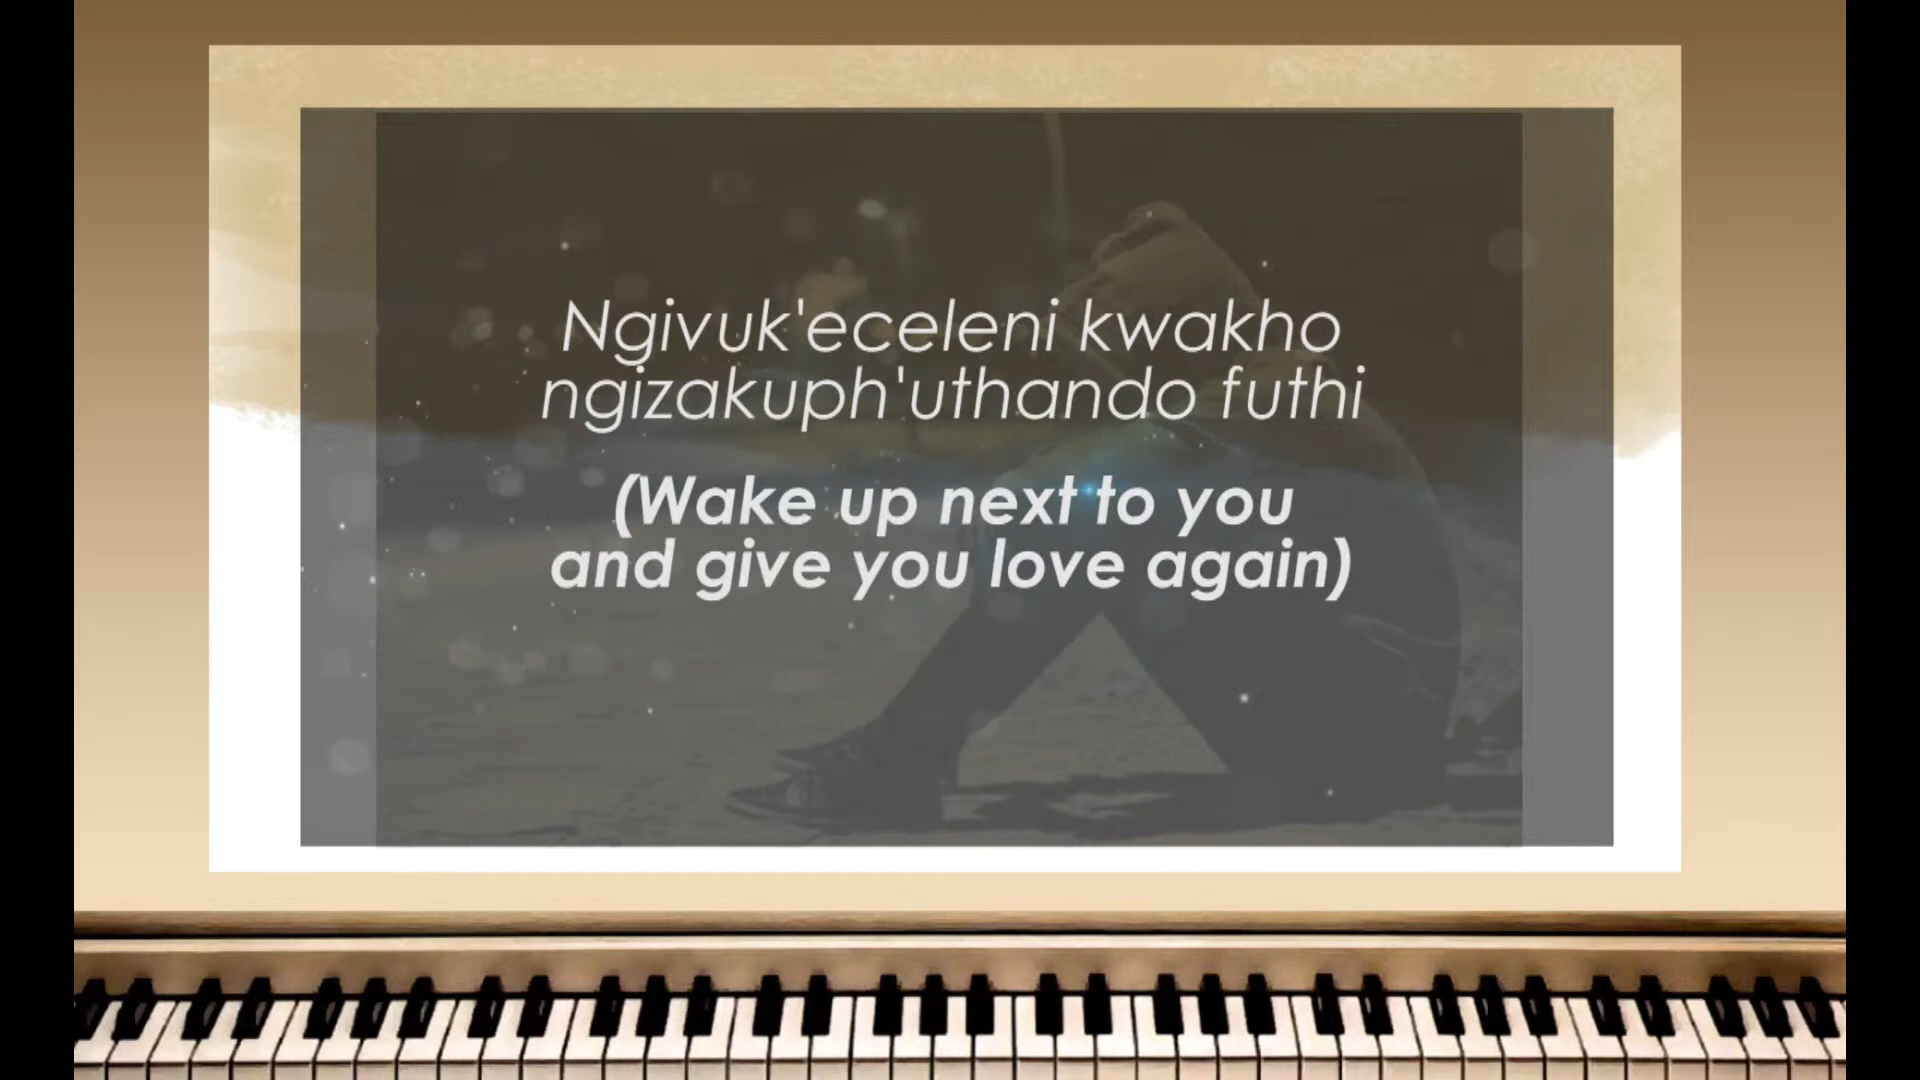 Ngivuk'eceleni kwakho
ngizakuph'uthando futhi
(Wake up next to you
and give you love again)